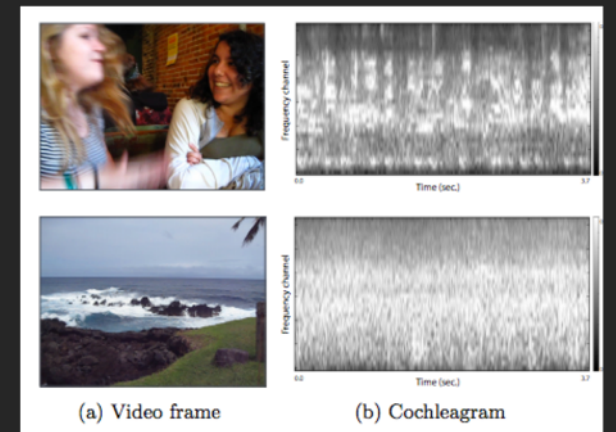 Frequency channel
0.0
3.7
Time (sec.)
Frequency channel
0.0
3.7
Time (sec.)
(a) Video frame
(b) Cochleagram